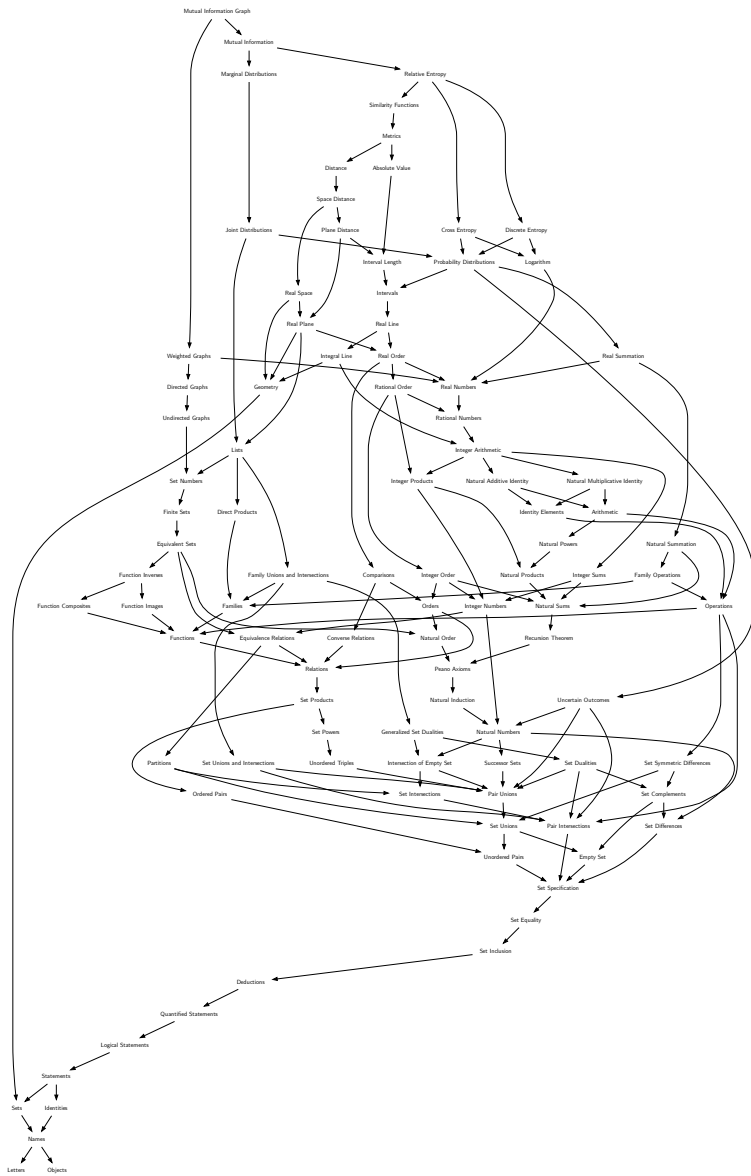 Mutual Information Graph
Mutual Information
Marginal Distributions
Relative Entropy
Similarity Functions
Metrics
Distance
Absolute Value
Space Distance
Joint Distributions
Plane Distance
Cross Entropy
Discrete Entropy
Interval Length
Probability Distributions
Logarithm
Real Space
Intervals
Real Plane
Real Line
Weighted Graphs
Integral Line
Real Order
Real Summation
Directed Graphs
Geometry
Rational Order
Real Numbers
Undirected Graphs
Rational Numbers
Lists
Integer Arithmetic
Set Numbers
Integer Products
Natural Additive Identity
Natural Multiplicative Identity
Finite Sets
Direct Products
Identity Elements
Arithmetic
Equivalent Sets
Natural Powers
Natural Summation
Function Inverses
Family Unions and Intersections
Comparisons
Integer Order
Natural Products
Integer Sums
Family Operations
Function Composites
Function Images
Families
Orders
Integer Numbers
Natural Sums
Operations
Functions
Equivalence Relations
Converse Relations
Natural Order
Recursion Theorem
Relations
Peano Axioms
Set Products
Natural Induction
Uncertain Outcomes
Set Powers
Generalized Set Dualities
Natural Numbers
Partitions
Set Unions and Intersections
Unordered Triples
Intersection of Empty Set
Successor Sets
Set Dualities
Set Symmetric Differences
Ordered Pairs
Set Intersections
Pair Unions
Set Complements
Set Unions
Pair Intersections
Set Differences
Unordered Pairs
Empty Set
Set Specification
Set Equality
Set Inclusion
Deductions
Quantified Statements
Logical Statements
Statements
Sets
Identities
Names
Letters
Objects